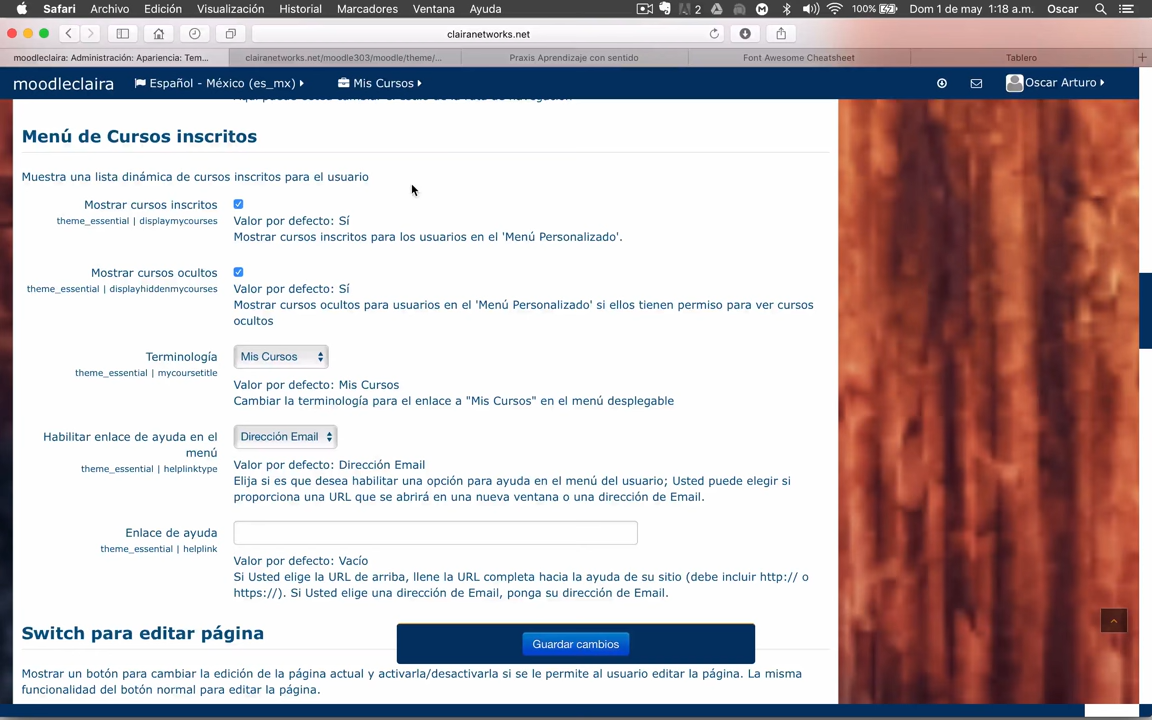 Safari Archivo Edición Visualización Historial Marcadores Ventana Ayuda 2 100% Dom 1 de may 1:18 a.m. Oscar
clairanetworks.net
moodleclaira: Administración: Apariencia: Tem... clairanetworks.net/moodle303/moodle/theme/... Praxis Aprendizaje con sentido Font Awesome Cheatsheet Tablero
moodleclaira Español - México (es_mx) Mis Cursos Oscar Arturo
Menú de Cursos inscritos
Muestra una lista dinámica de cursos inscritos para el usuario
Mostrar cursos inscritos
theme_essential | displaymycourses
Valor por defecto: Sí
Mostrar cursos inscritos para los usuarios en el 'Menú Personalizado'.
Mostrar cursos ocultos
theme_essential | displayhiddenmycourses
Valor por defecto: Sí
Mostrar cursos ocultos para usuarios en el 'Menú Personalizado' si ellos tienen permiso para ver cursos
ocultos
Terminología Mis Cursos
theme_essential | mycoursetitle
Valor por defecto: Mis Cursos
Cambiar la terminología para el enlace a "Mis Cursos" en el menú desplegable
Habilitar enlace de ayuda en el Dirección Email
menú
theme_essential | helplinktype
Valor por defecto: Dirección Email
Elija si es que desea habilitar una opción para ayuda en el menú del usuario; Usted puede elegir si
proporciona una URL que se abrirá en una nueva ventana o una dirección de Email.
Enlace de ayuda
theme_essential | helplink
Valor por defecto: Vacío
Si Usted elige la URL de arriba, llene la URL completa hacia la ayuda de su sitio (debe incluir http:// o
https://). Si Usted elige una dirección de Email, ponga su dirección de Email.
Switch para editar página
Guardar cambios
Mostrar un botón para cambiar la edición de la página actual y activarla/desactivarla si se le permite al usuario editar la página. La misma
funcionalidad del botón normal para editar la página.